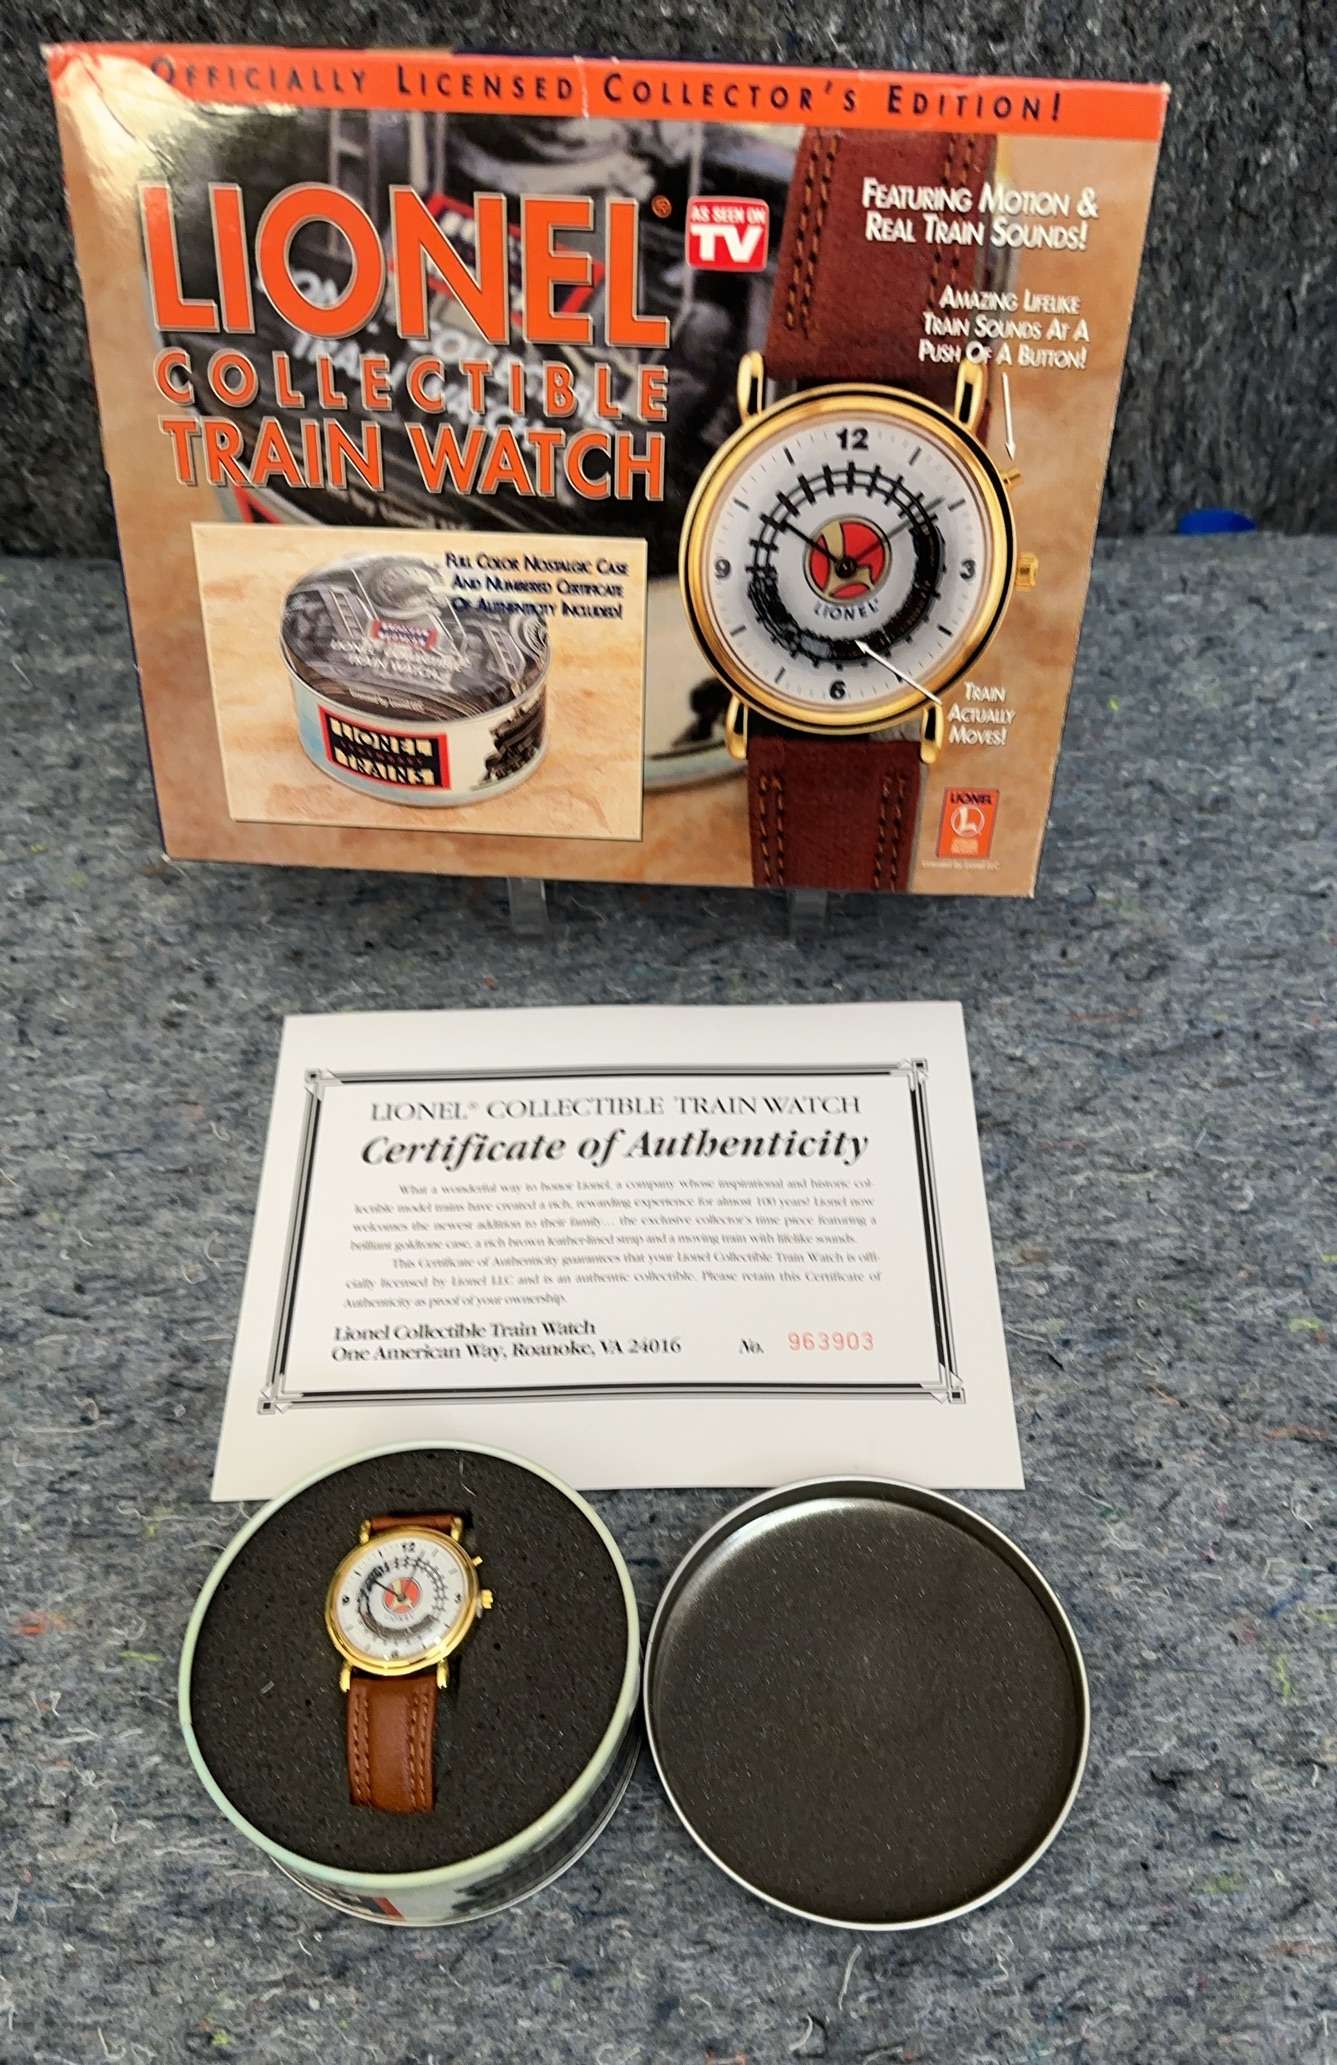 OFFICIALLY LICENSED COLLECTOR'S EDITION!
LIONEL®
COLLECTIBLE
TRAIN WATCH
AS SEEN ON
TV
FEATURING MOTION &
REAL TRAIN SOUNDS!
AMAZING LIFELIKE
TRAIN SOUNDS AT A
PUSH OF A BUTTON!
12
3
6
9
LIONEL
TRAIN
ACTUALLY
MOVES!
FULL COLOR NOSTALGIC CASE
AND NUMBERED CERTIFICATE
OF AUTHENTICITY INCLUDED!
LIONEL
TRAINS
LIONEL
L
LIONEL® COLLECTIBLE TRAIN WATCH
Certificate of Authenticity
What a wonderful way to honor Lionel, a company whose inspirational and historic col-
lectible model trains have created a rich, rewarding experience for almost 100 years! Lionel now
welcomes the newest addition to their family... the exclusive collector's time piece featuring a
brilliant goldtone case, a rich brown leather-lined strap and a moving train with lifelike sounds.
This Certificate of Authenticity guarantees that your Lionel Collectible Train Watch is offi-
cially licensed by Lionel LLC and is an authentic collectible. Please retain this Certificate of
Authenticity as proof of your ownership.
Lionel Collectible Train Watch
One American Way, Roanoke, VA 24016 No. 963903
12
3
6
9
LIONEL